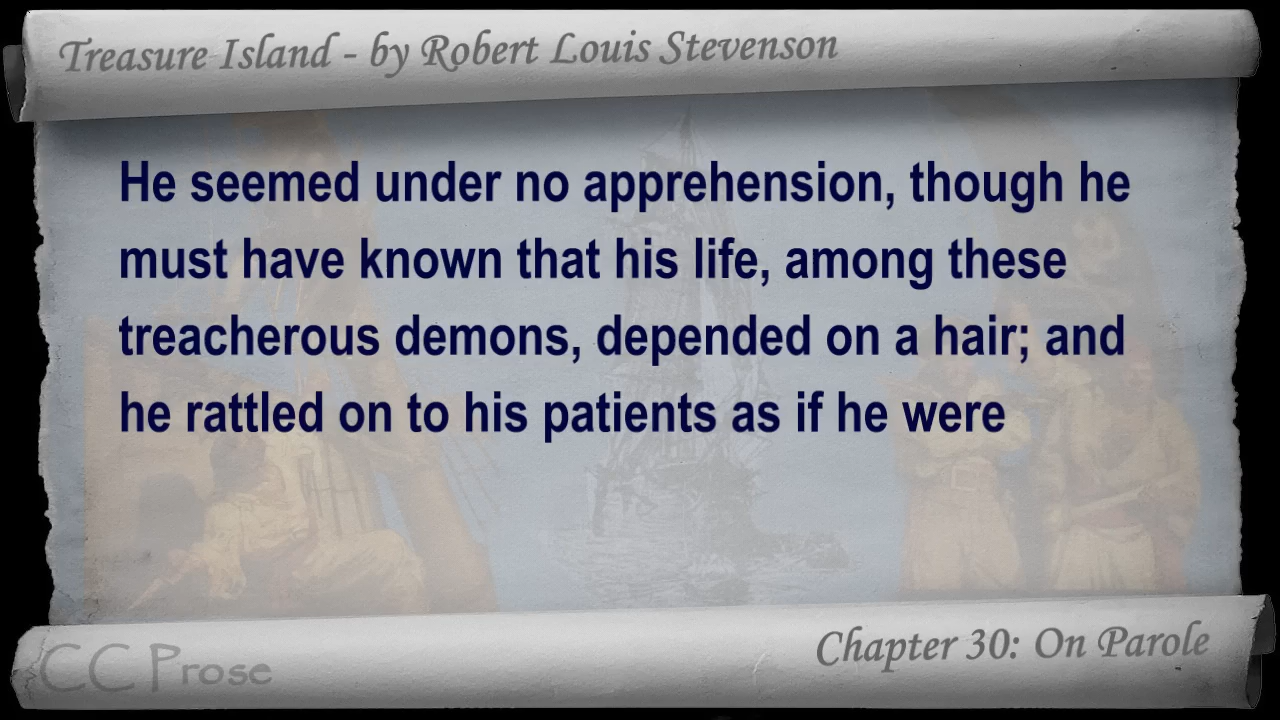 Treasure Island - by Robert Louis Stevenson
He seemed under no apprehension, though he
must have known that his life, among these
treacherous demons, depended on a hair; and
he rattled on to his patients as if he were
Chapter 30: On Parole
CC Prose